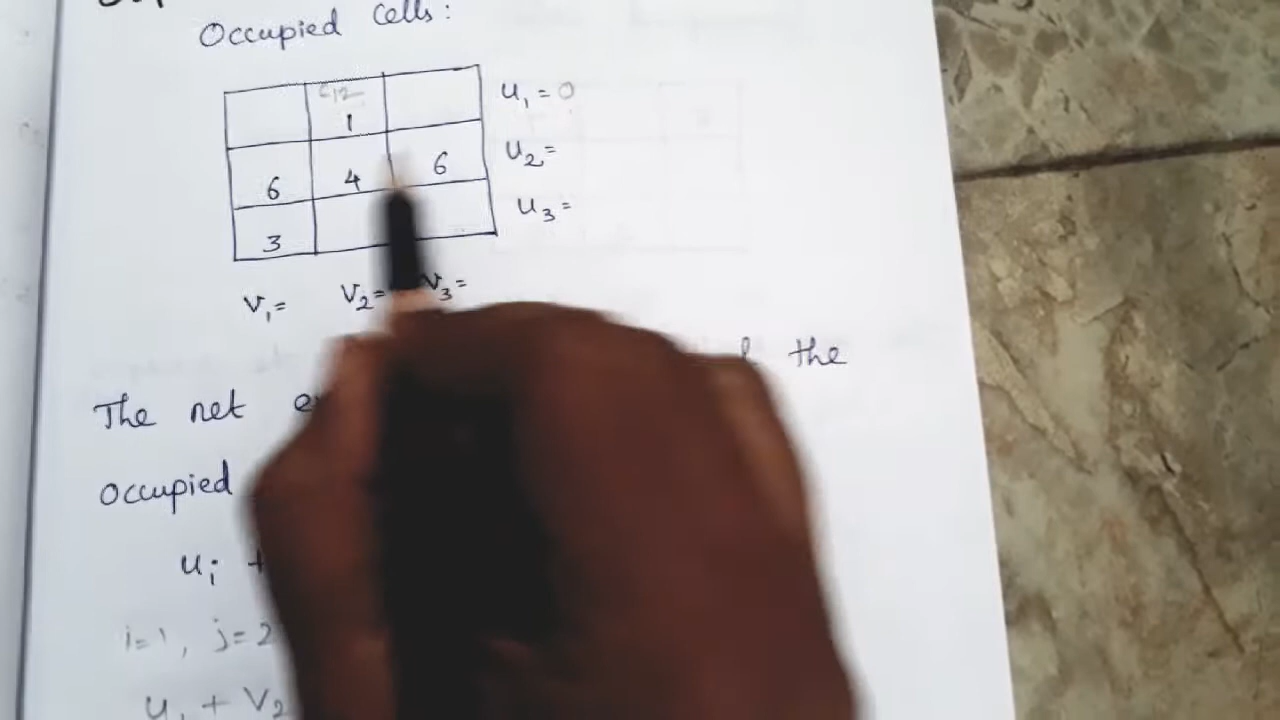 Occupied Cells:
C12
1
u1 = 0
6 4 6
u2 =
3
u3 =
V1= V2= V3=
The net the
Occupied
ui +
i=1, j=2
u1 + V2